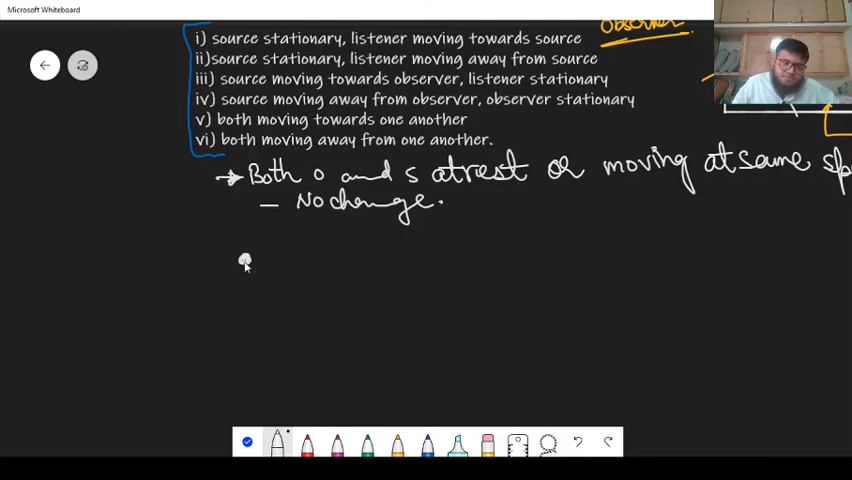 Microsoft Whiteboard
observer
i) source stationary, listener moving towards source
ii)source stationary, listener moving away from source
iii) source moving towards observer, listener stationary
iv) source moving away from observer, observer stationary
v) both moving towards one another
vi) both moving away from one another.
→ Both o and s at rest or moving at same
– No change.